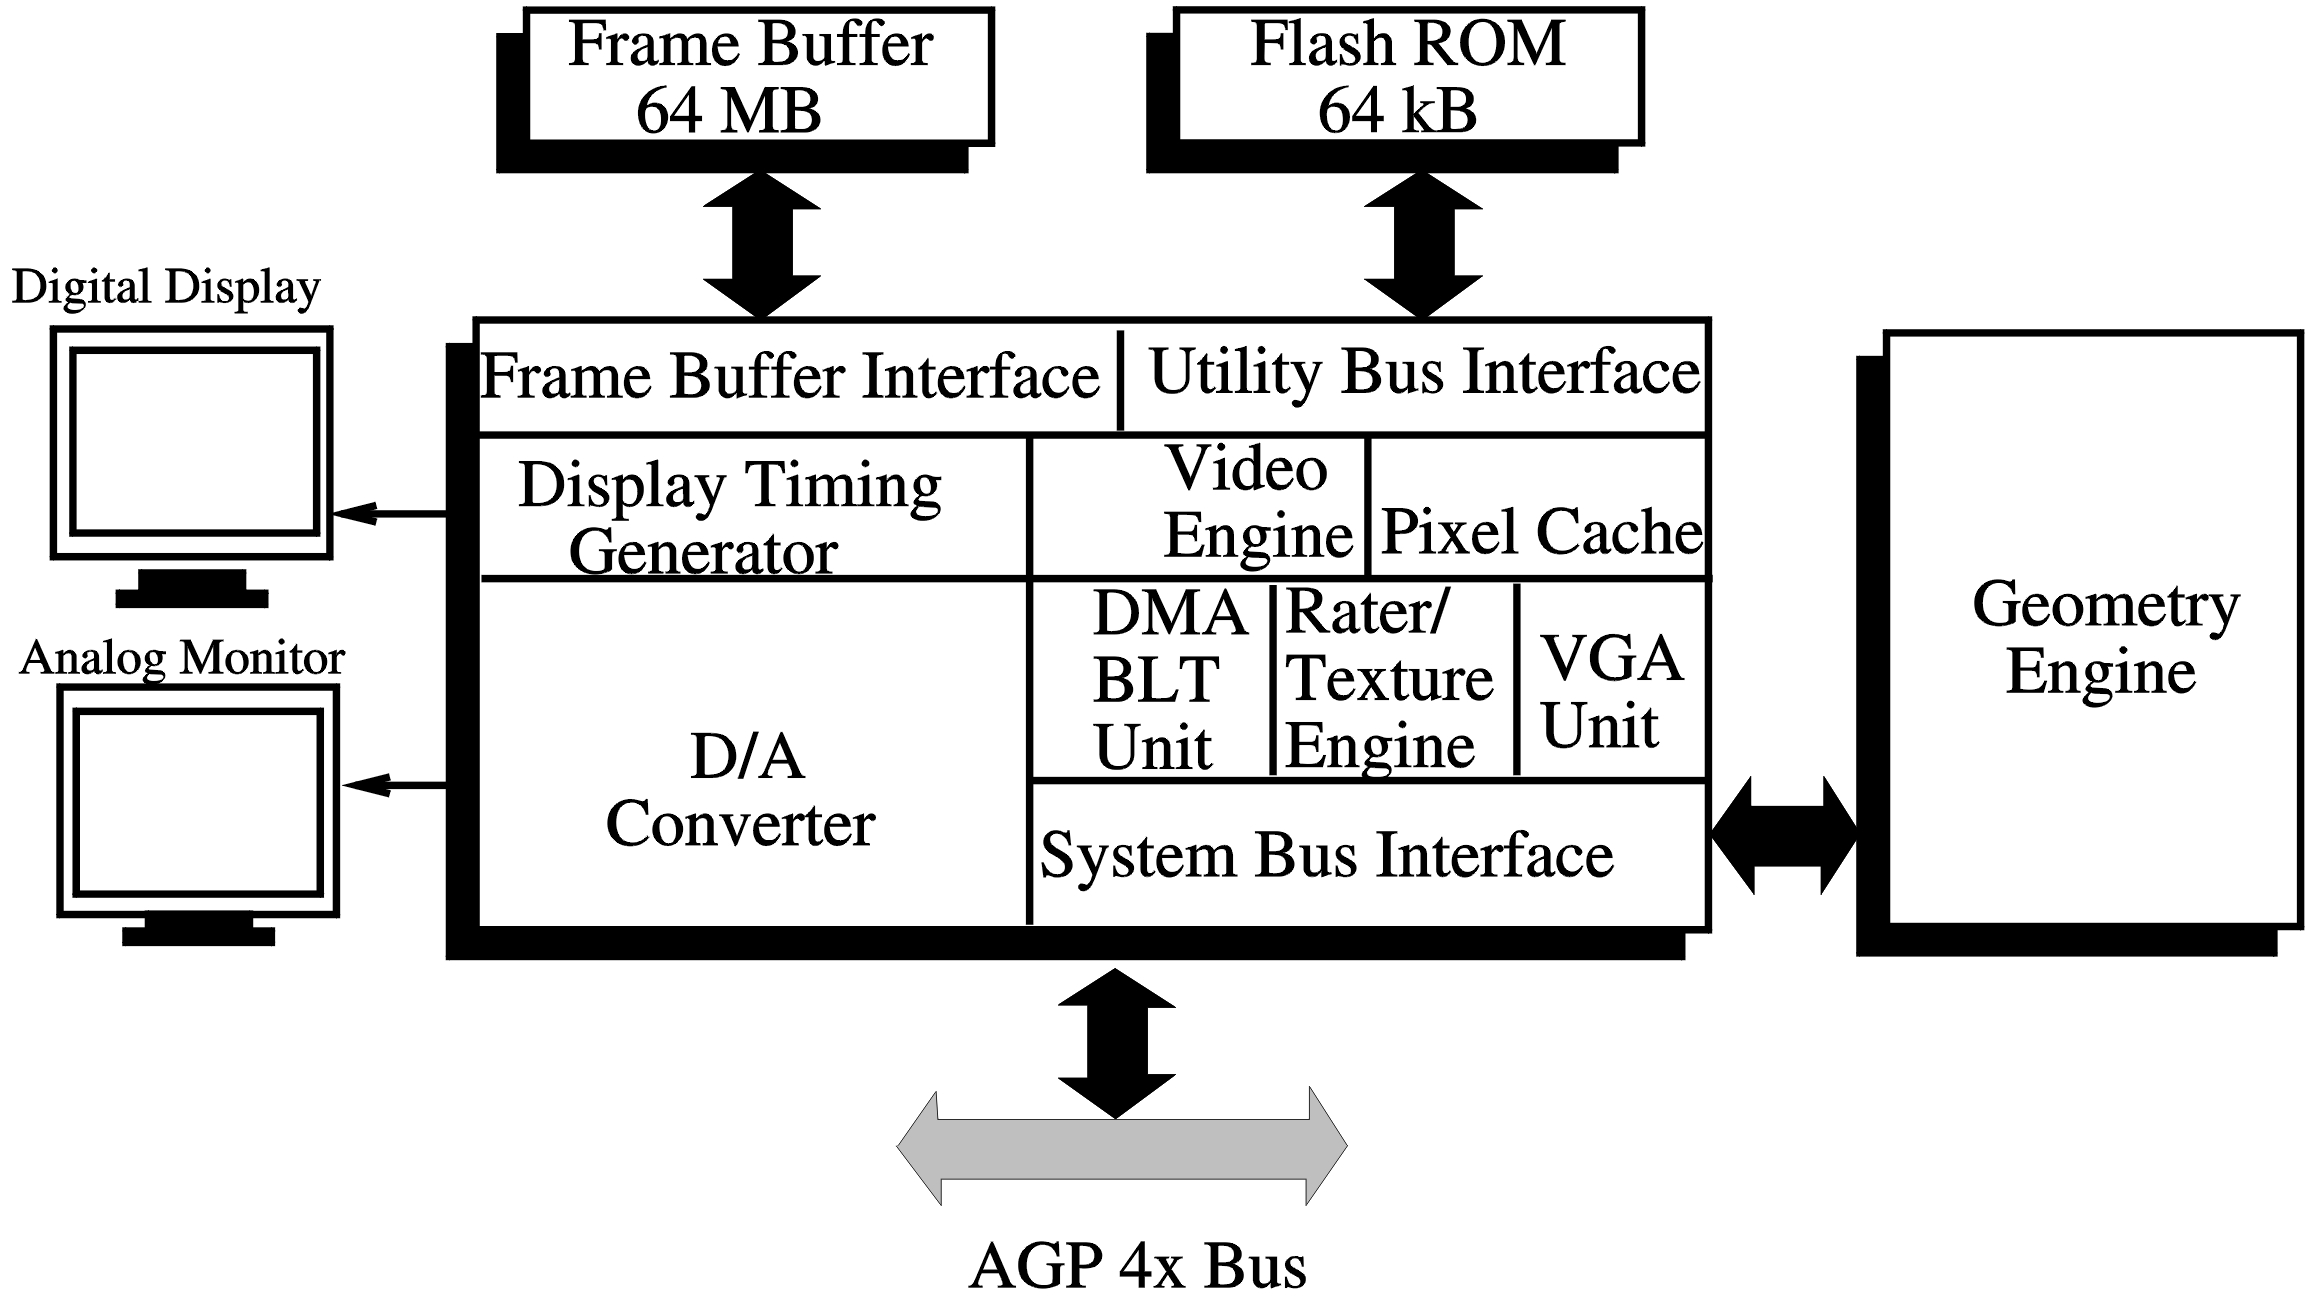 Frame Buffer
64 MB
Flash ROM
64 kB
Digital Display
Analog Monitor
Frame Buffer Interface
Utility Bus Interface
Display Timing
Generator
Video
Engine
Pixel Cache
D/A
Converter
DMA
BLT
Unit
Rater/
Texture
Engine
VGA
Unit
System Bus Interface
Geometry
Engine
AGP 4x Bus